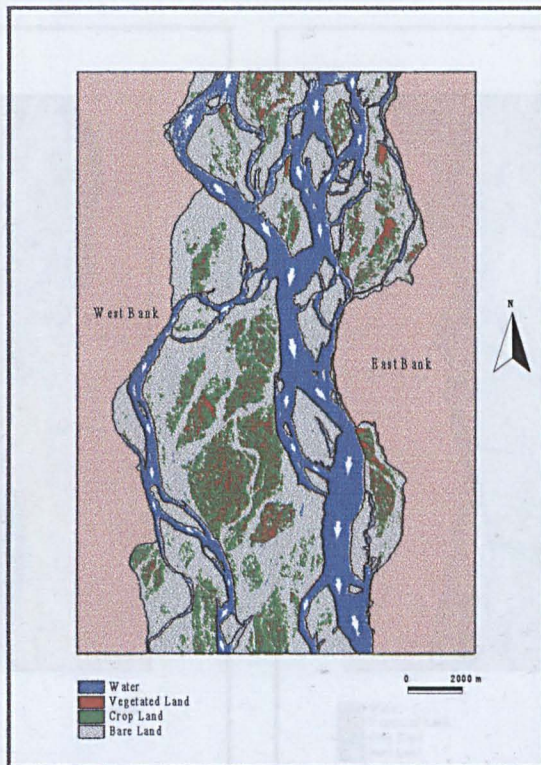 N
West Bank
East Bank
0 2000 m
Water
Vegetated Land
Crop Land
Bare Land